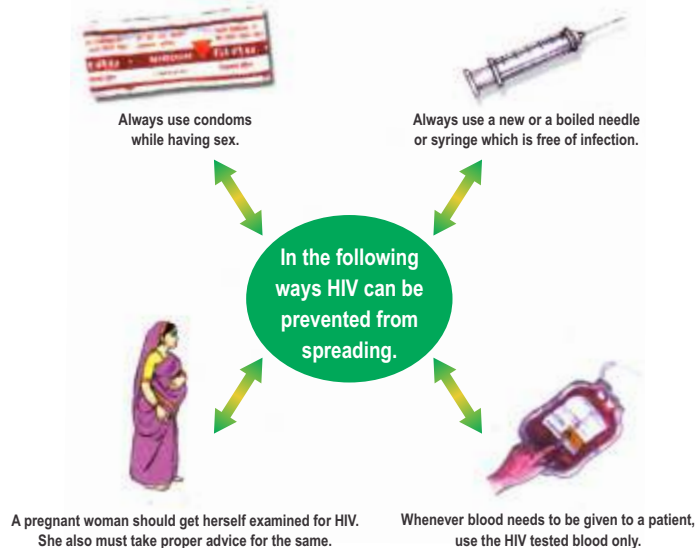 Always use condoms
while having sex.
Always use a new or a boiled needle
or syringe which is free of infection.
In the following
ways HIV can be
prevented from
spreading.
A pregnant woman should get herself examined for HIV.
She also must take proper advice for the same.
Whenever blood needs to be given to a patient,
use the HIV tested blood only.